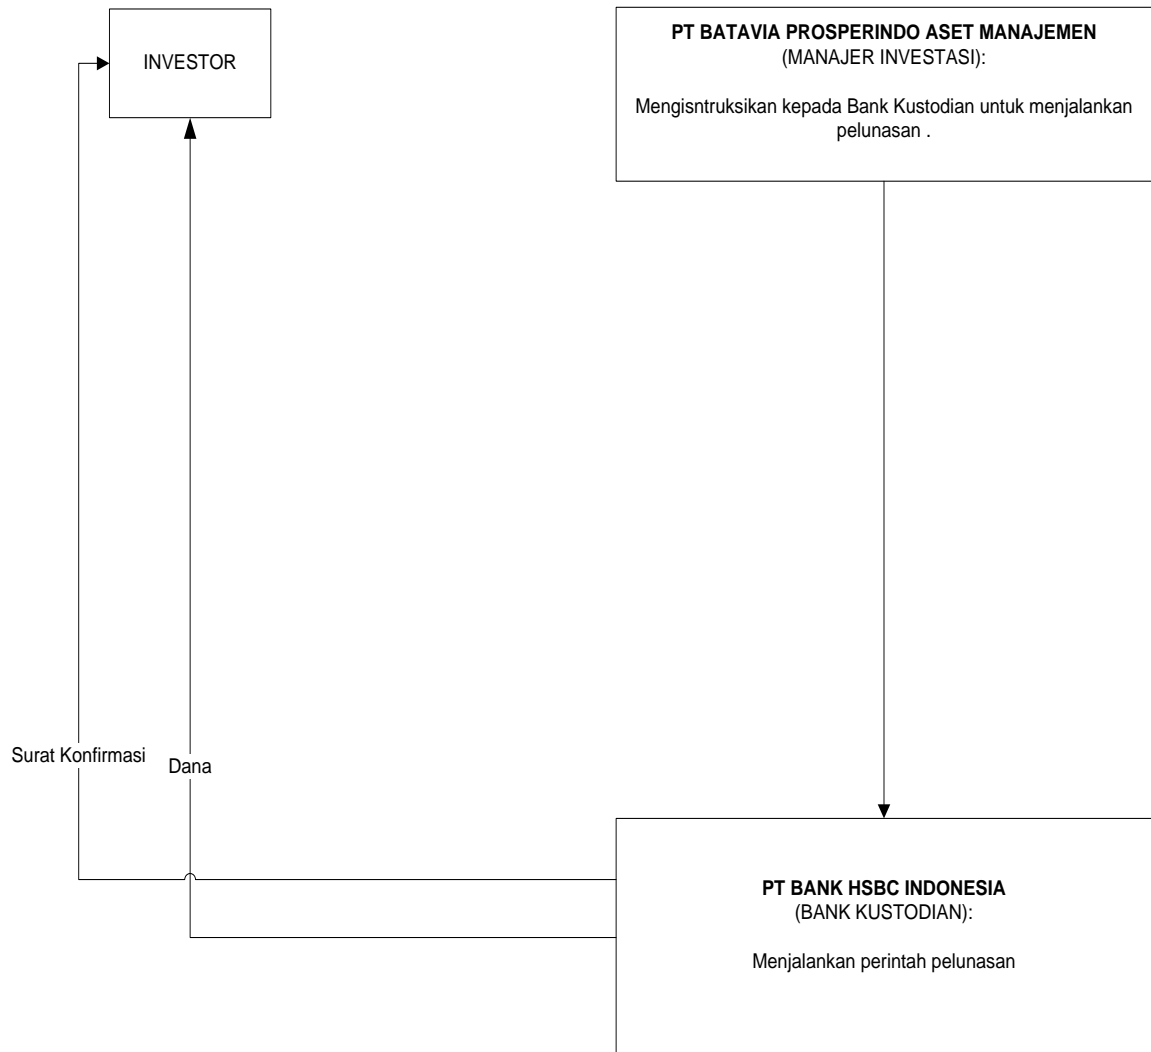 INVESTOR
PT BATAVIA PROSPERINDO ASET MANAJEMEN
(MANAJER INVESTASI):
Mengisntruksikan kepada Bank Kustodian untuk menjalankan
pelunasan .
Surat Konfirmasi
Dana
PT BANK HSBC INDONESIA
(BANK KUSTODIAN):
Menjalankan perintah pelunasan